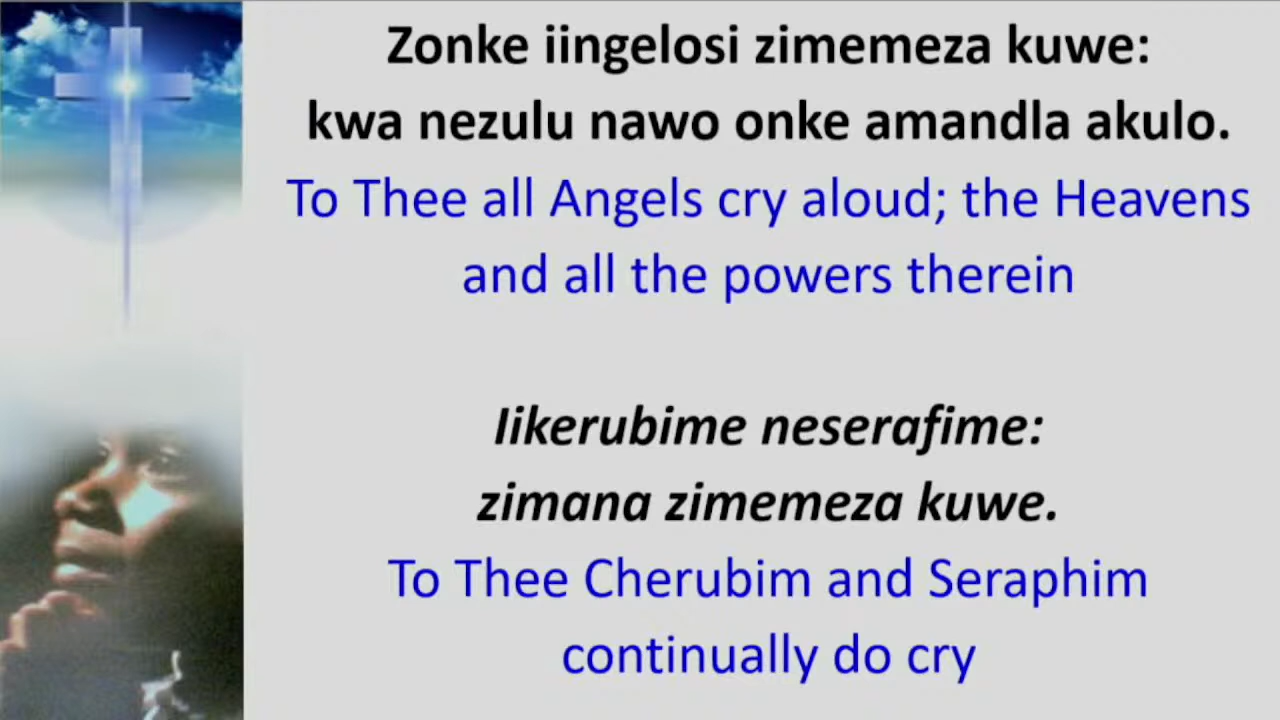 Zonke iingelosi zimemeza kuwe:
kwa nezulu nawo onke amandla akulo.
To Thee all Angels cry aloud; the Heavens
and all the powers therein
Iikerubime neserafime:
zimana zimemeza kuwe.
To Thee Cherubim and Seraphim
continually do cry